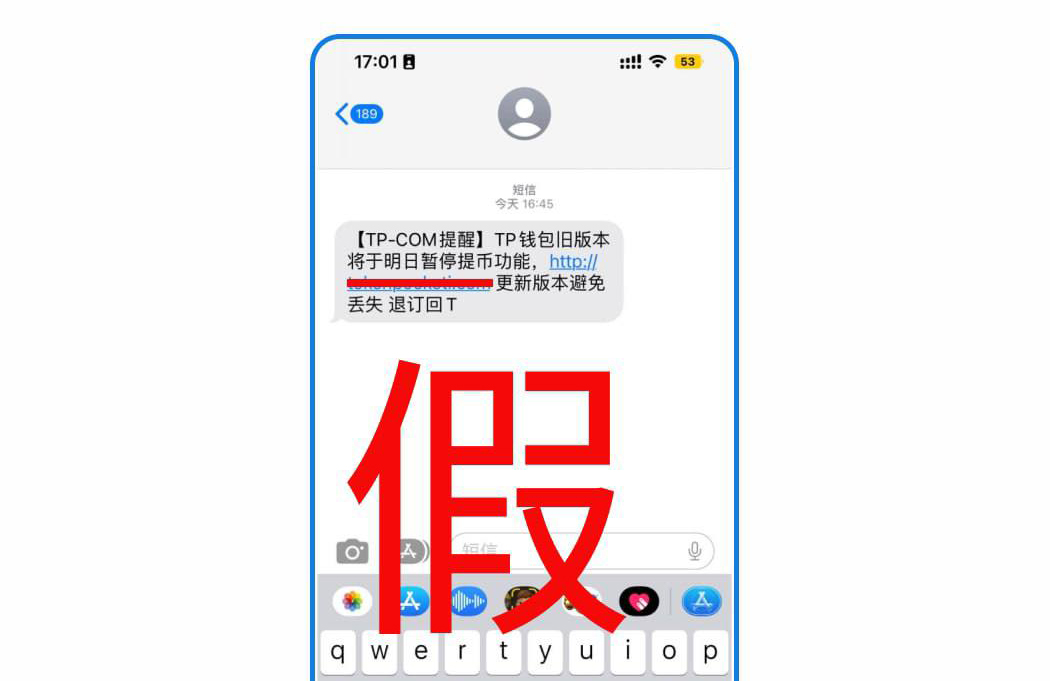 17:01
53
189
短信
今天 16:45
【TP-COM提醒】TP钱包旧版本
将于明日暂停提币功能，http://
更新版本避免
丢失 退订回T
假
短信
q w e r t y u i o p